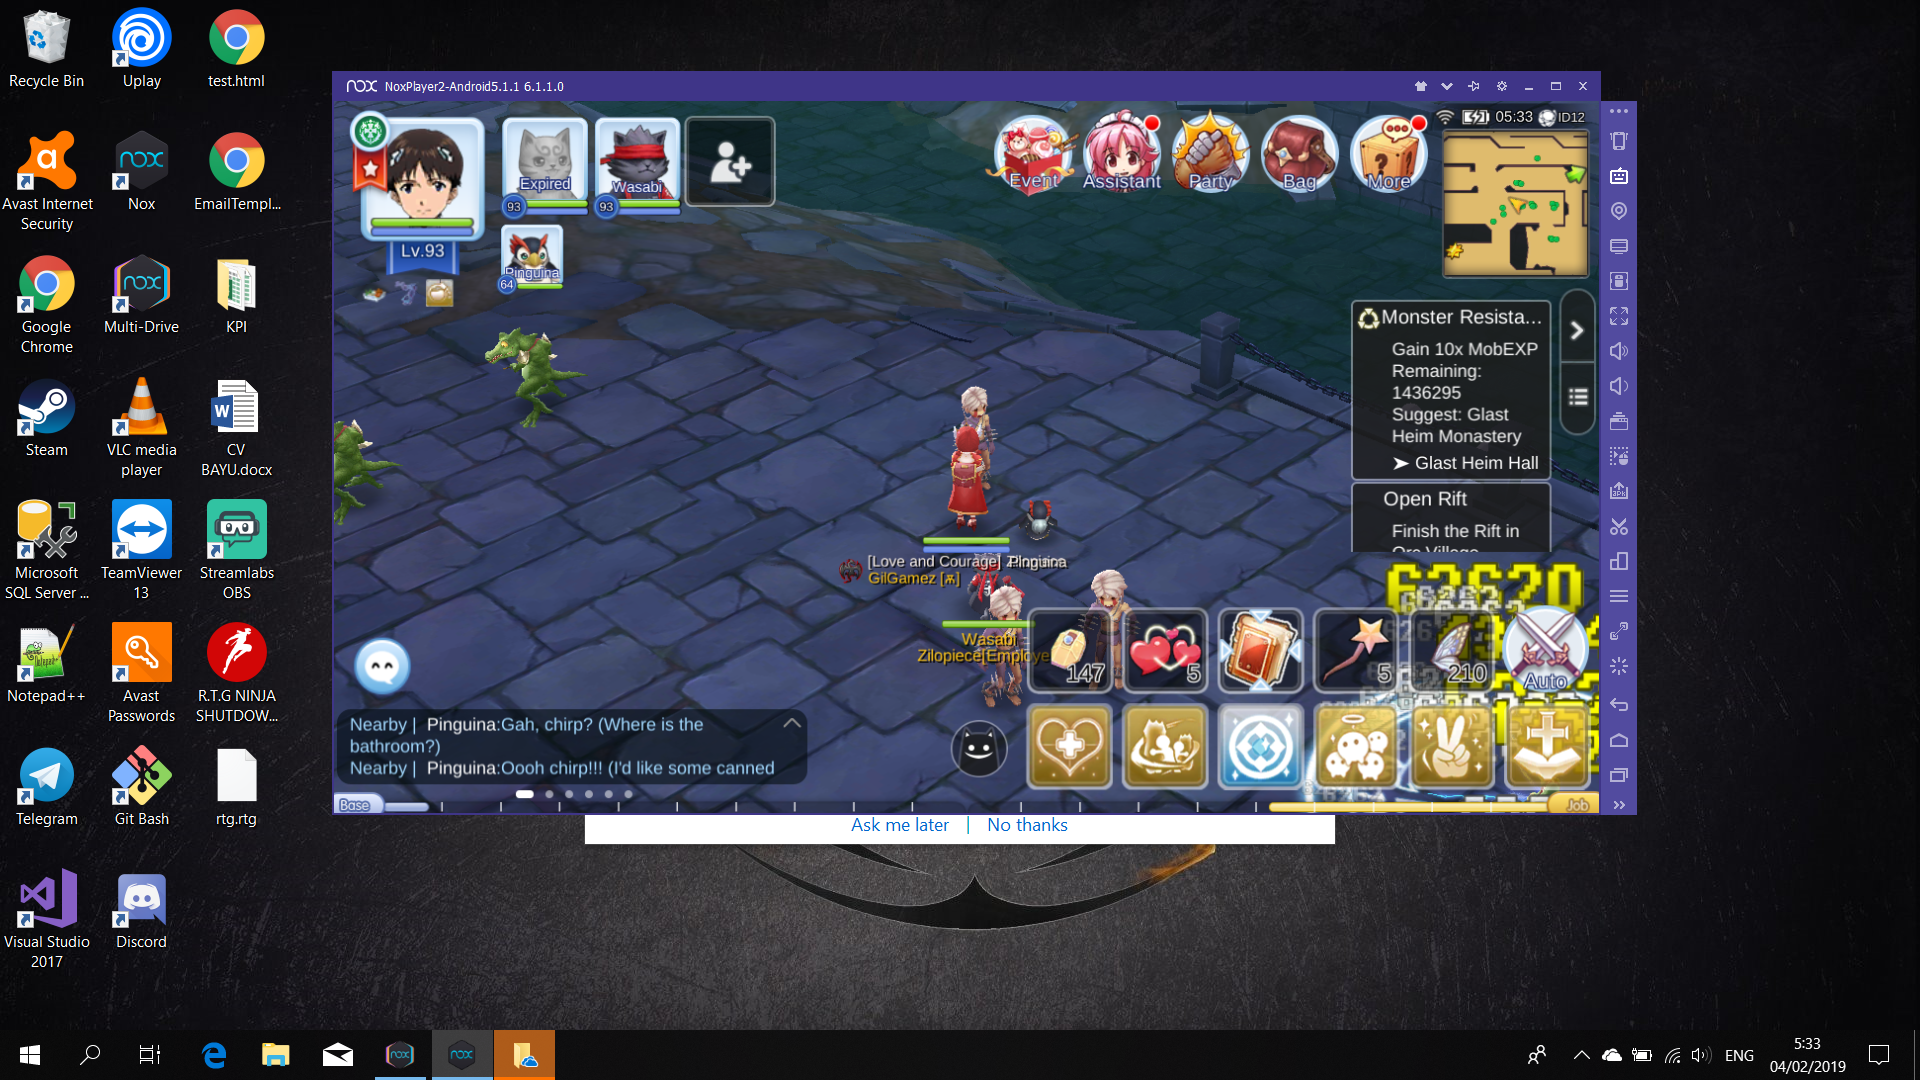 Recycle Bin
Uplay
test.html
Avast Internet
Security
Nox
EmailTempl...
Google
Chrome
Multi-Drive
KPI
Steam
VLC media
player
CV
BAYU.docx
Microsoft
SQL Server ...
TeamViewer
13
Streamlabs
OBS
Notepad++
Avast
Passwords
R.T.G NINJA
SHUTDOW...
Telegram
Git Bash
rtg.rtg
Visual Studio
2017
Discord
nox NoxPlayer2-Android5.1.1 6.1.1.0
Lv.93
Expired
93
Wasabi
93
Pinguina
64
Event
Assistant
Party
Bag
More
05:33
ID12
Monster Resista...
Gain 10x MobEXP
Remaining:
1436295
Suggest: Glast
Heim Monastery
➤ Glast Heim Hall
Open Rift
Finish the Rift in
[Love and Courage]
Pinguina
GilGamez
Wasabi
Zilopiece[Employe
63620
147
5
5
210
Auto
Nearby | Pinguina:Gah, chirp? (Where is the
bathroom?)
Nearby | Pinguina:Oooh chirp!!! (I'd like some canned
Base
Job
Ask me later | No thanks
ENG
5:33
04/02/2019